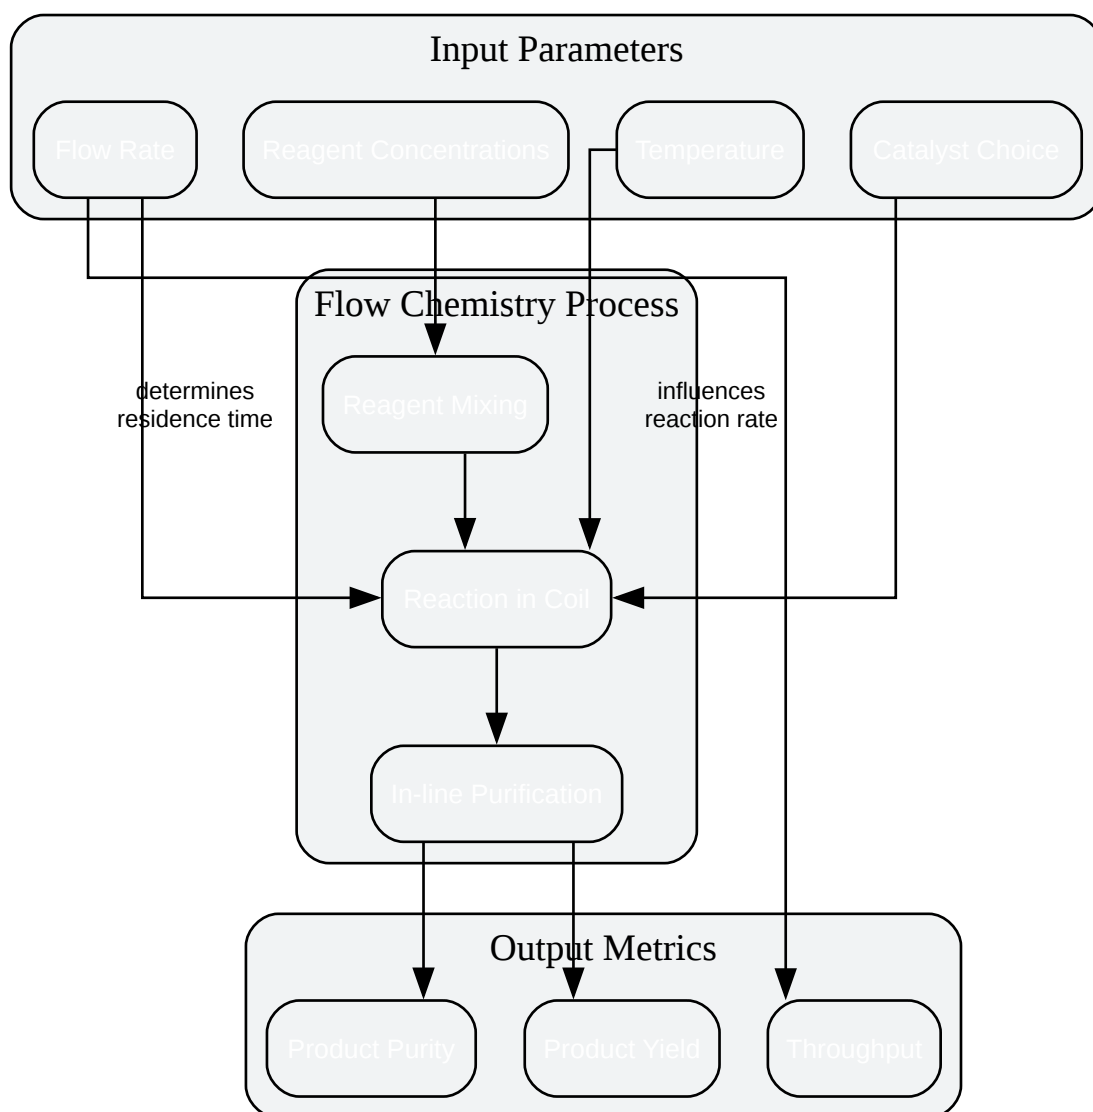 Input Parameters
Flow Rate
Reagent Concentrations
Temperature
Catalyst Choice
Flow Chemistry Process
Reagent Mixing
determines
residence time
influences
reaction rate
Reaction in Coil
In-line Purification
Output Metrics
Product Purity
Product Yield
Throughput